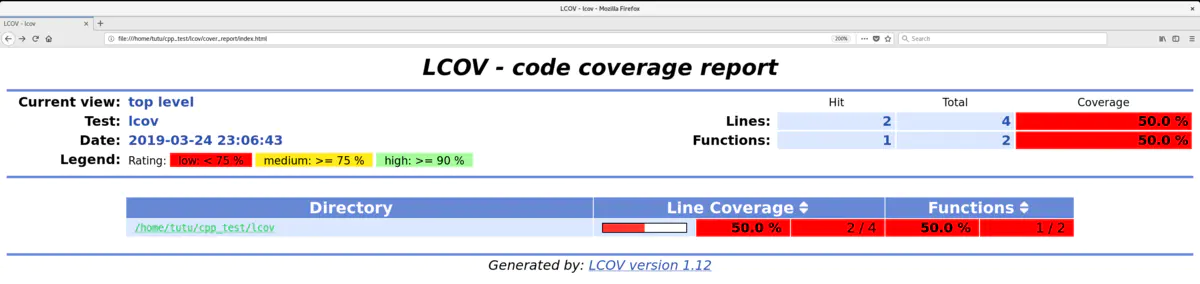 LCOV - lcov - Mozilla Firefox
LCOV - lcov
file:///home/tutu/cpp_test/lcov/cover_report/index.html 200% Search
LCOV - code coverage report
Current view: top level Hit Total Coverage
Test: lcov Lines: 2 4 50.0 %
Date: 2019-03-24 23:06:43 Functions: 1 2 50.0 %
Legend: Rating: low: < 75 % medium: >= 75 % high: >= 90 %
Directory Line Coverage Functions
/home/tutu/cpp_test/lcov 50.0 % 2 / 4 50.0 % 1 / 2
Generated by: LCOV version 1.12